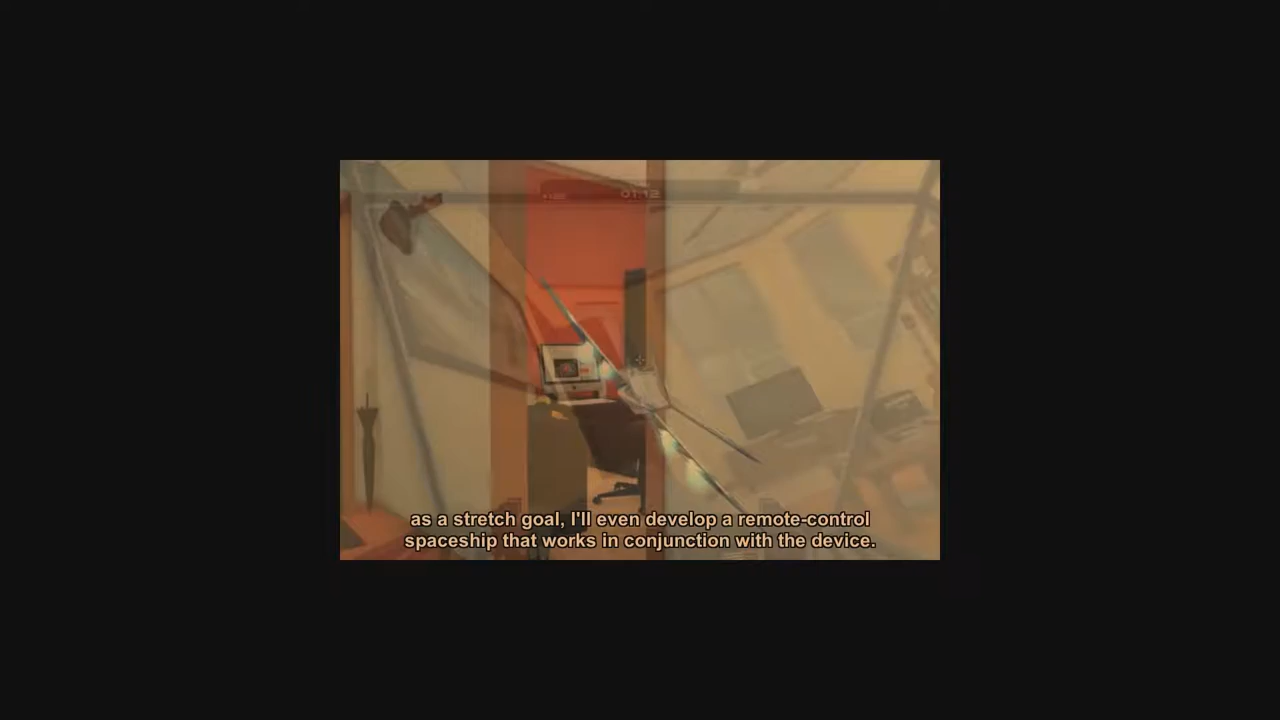 as a stretch goal, I'll even develop a remote-control
spaceship that works in conjunction with the device.